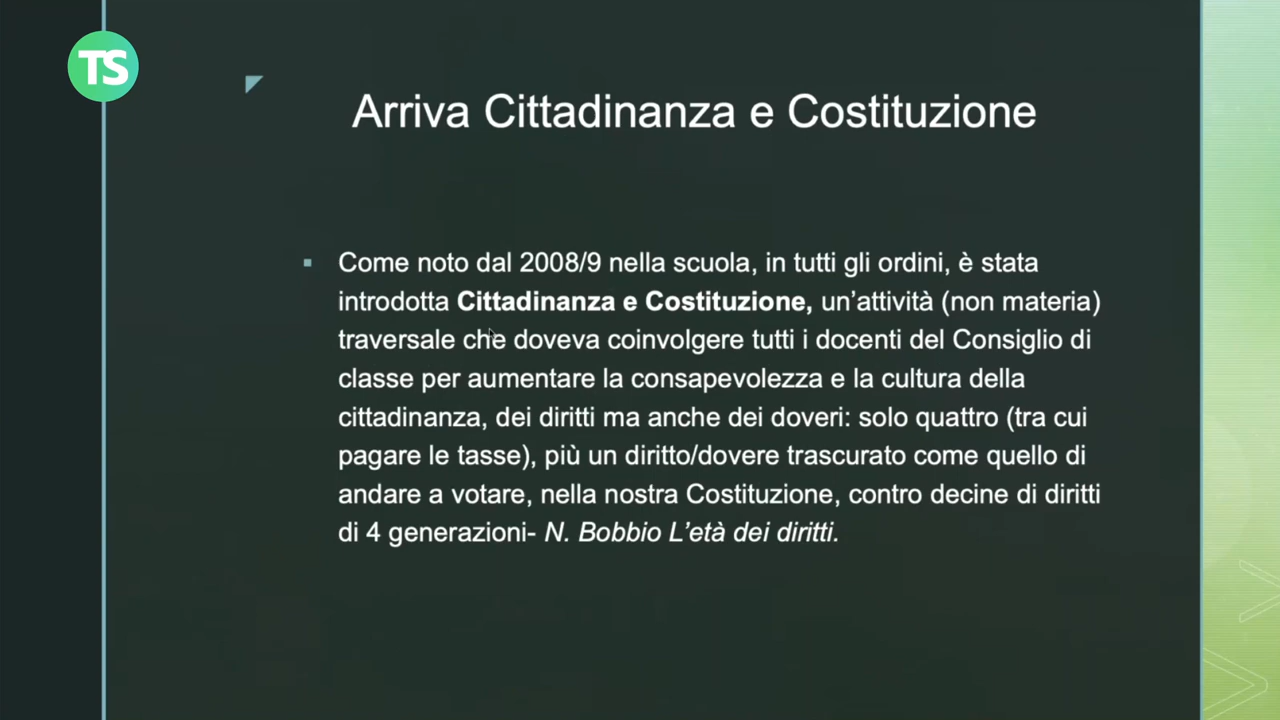 TS
Arriva Cittadinanza e Costituzione
Come noto dal 2008/9 nella scuola, in tutti gli ordini, è stata
introdotta Cittadinanza e Costituzione, un’attività (non materia)
traversale che doveva coinvolgere tutti i docenti del Consiglio di
classe per aumentare la consapevolezza e la cultura della
cittadinanza, dei diritti ma anche dei doveri: solo quattro (tra cui
pagare le tasse), più un diritto/dovere trascurato come quello di
andare a votare, nella nostra Costituzione, contro decine di diritti
di 4 generazioni- N. Bobbio L’età dei diritti.